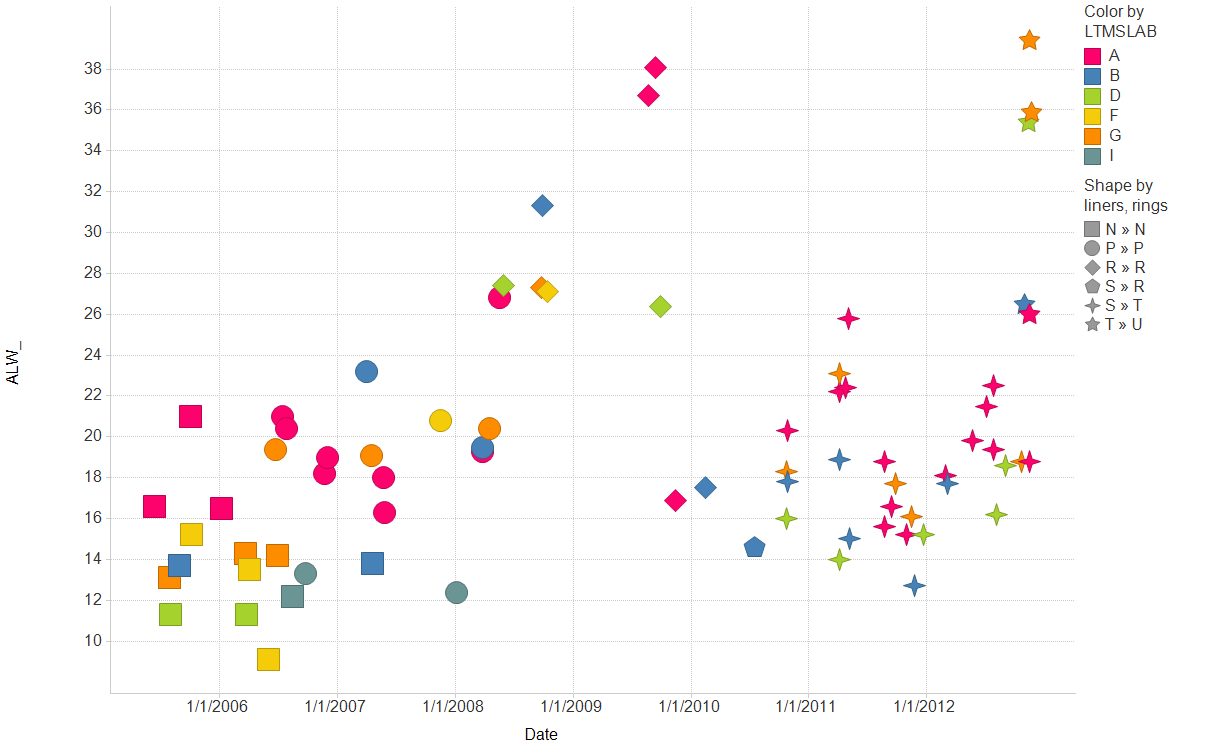 Color by
LTMSLAB
A
B
D
F
G
I
Shape by
liners, rings
N » N
P » P
R » R
S » R
S » T
T » U
ALW_
38
36
34
32
30
28
26
24
22
20
18
16
14
12
10
1/1/2006 1/1/2007 1/1/2008 1/1/2009 1/1/2010 1/1/2011 1/1/2012
Date